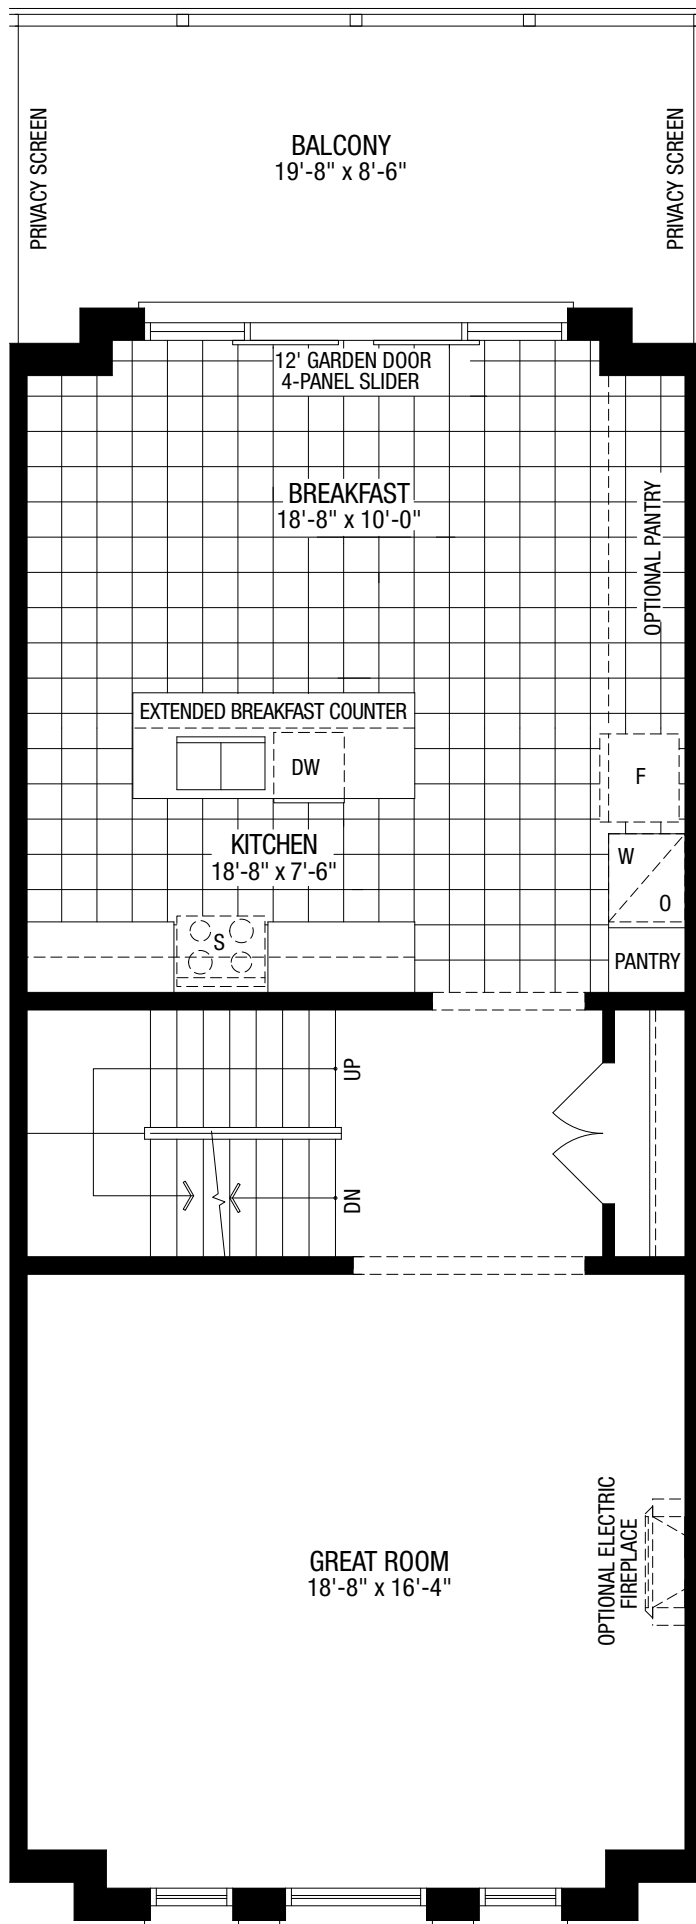 PRIVACY SCREEN
BALCONY
19'-8" x 8'-6"
PRIVACY SCREEN
12' GARDEN DOOR
4-PANEL SLIDER
BREAKFAST
18'-8" x 10'-0"
OPTIONAL PANTRY
EXTENDED BREAKFAST COUNTER
DW
F
KITCHEN
18'-8" x 7'-6"
W
O
S
PANTRY
UP
DN
OPTIONAL ELECTRIC
FIREPLACE
GREAT ROOM
18'-8" x 16'-4"